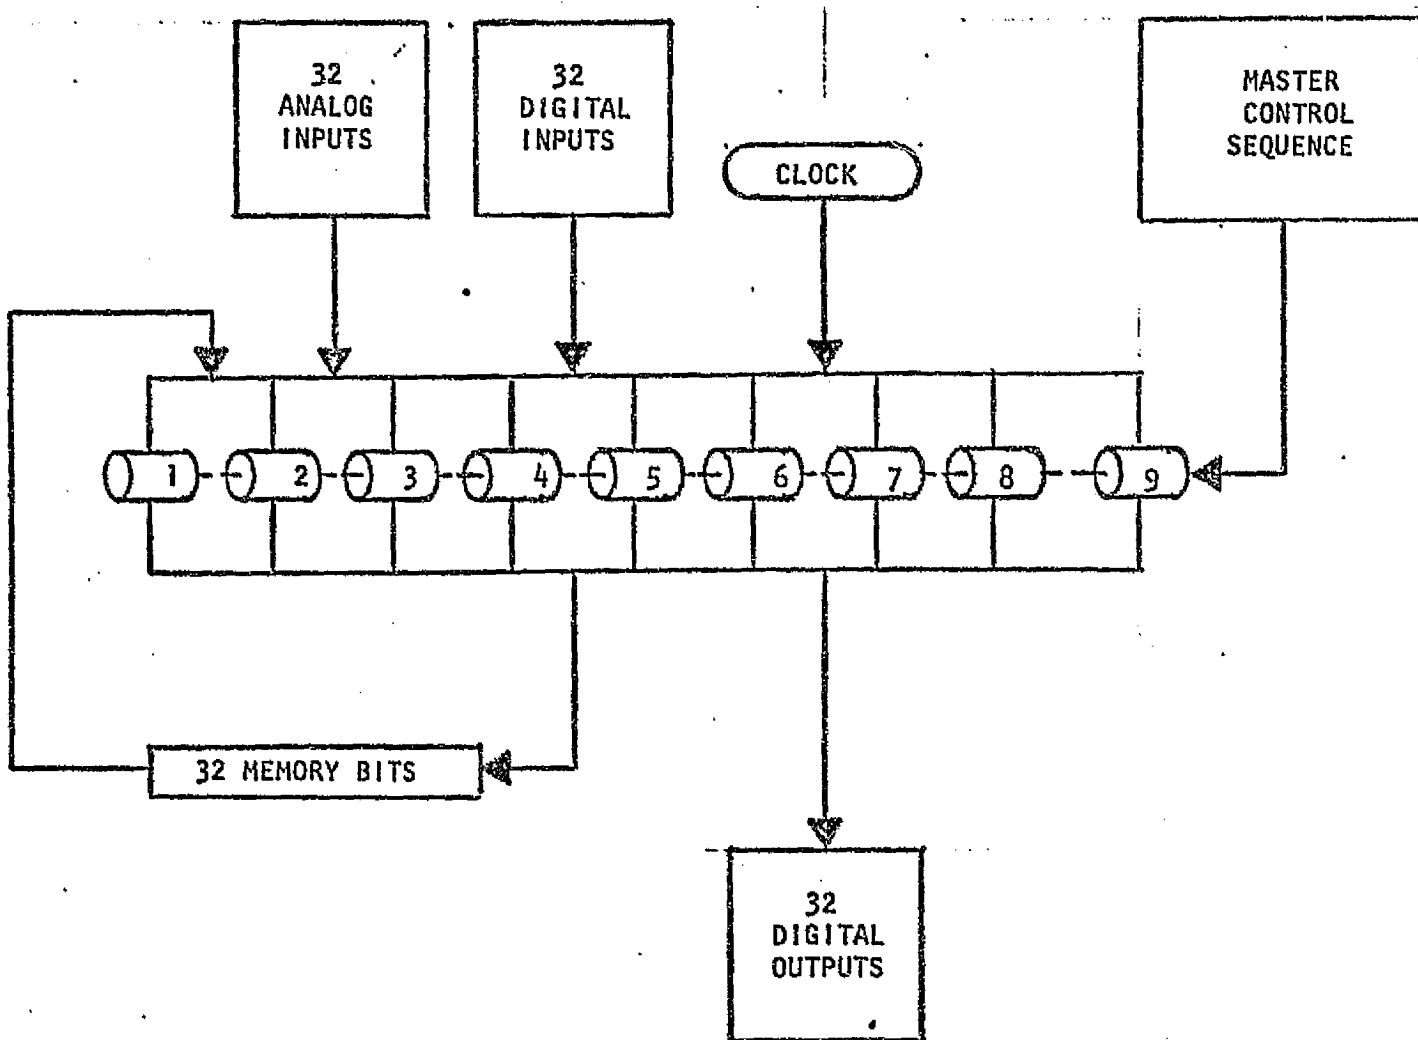 32
ANALOG
INPUTS
32
DIGITAL
INPUTS
CLOCK
MASTER
CONTROL
SEQUENCE
1
2
3
4
5
6
7
8
9
32 MEMORY BITS
32
DIGITAL
OUTPUTS